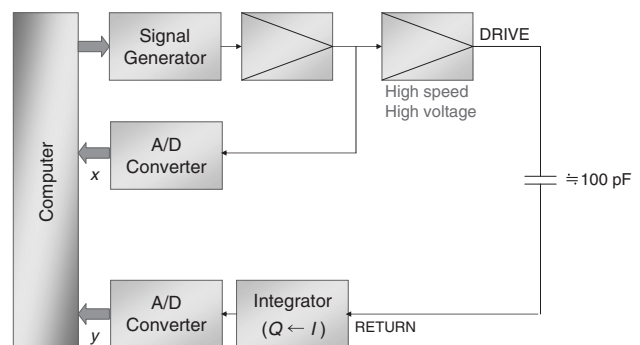 Signal
Generator
DRIVE
High speed
High voltage
A/D
Converter
x
Computer
≒100 pF
A/D
Converter
y
Integrator
(Q ← I)
RETURN